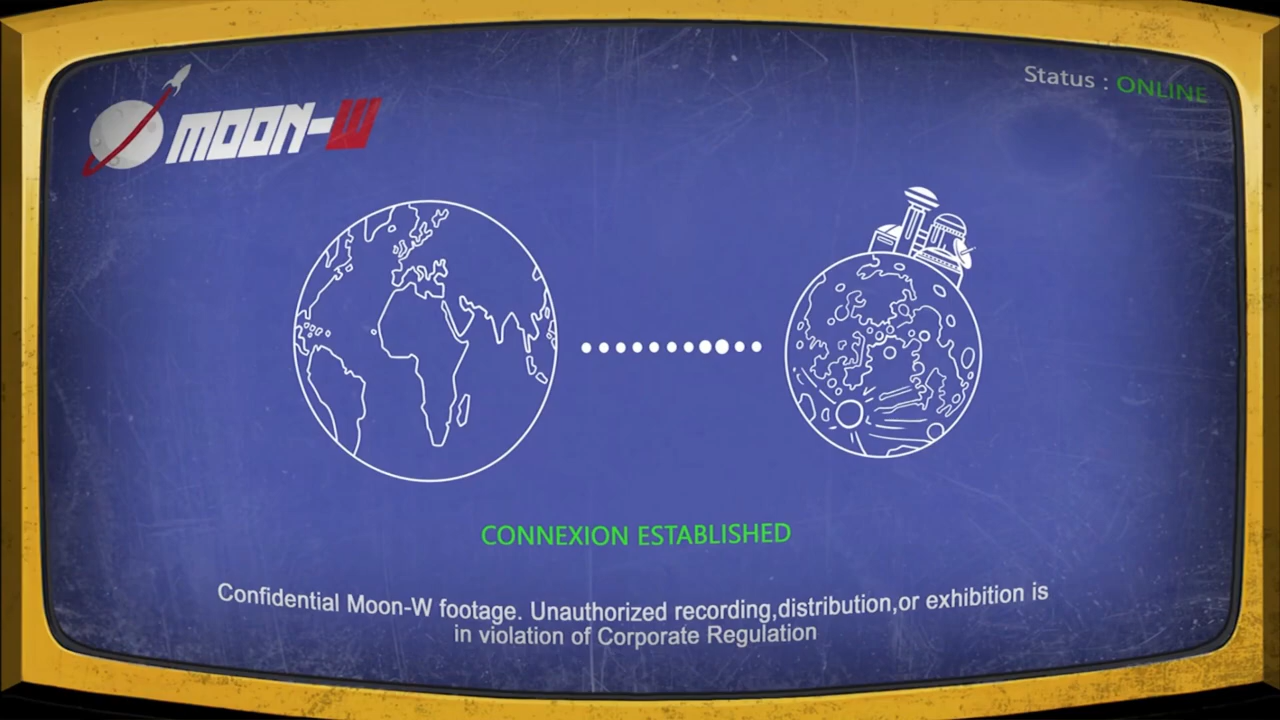 Status : ONLINE
MOON-W
CONNEXION ESTABLISHED
Confidential Moon-W footage. Unauthorized recording,distribution,or exhibition is
in violation of Corporate Regulation